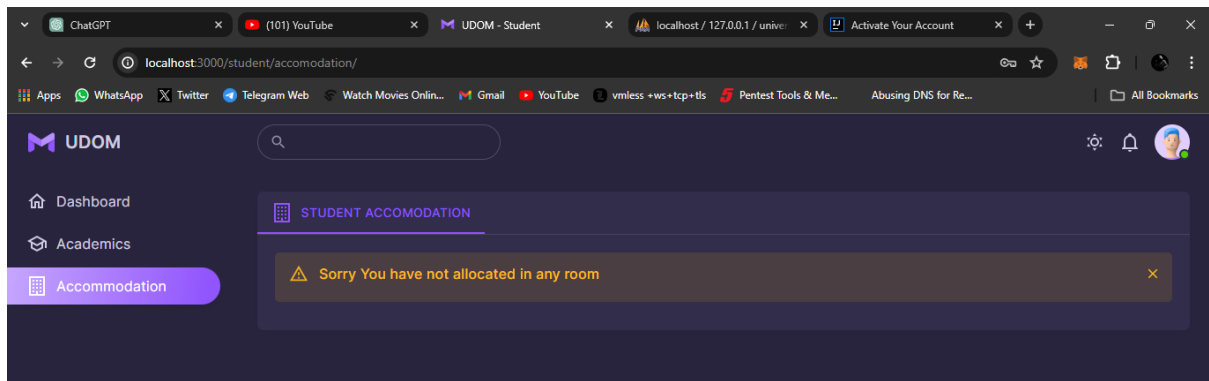 ChatGPT
(101) YouTube
UDOM - Student
localhost / 127.0.0.1 / univer
Activate Your Account
localhost:3000/student/accomodation/
Apps WhatsApp Twitter Telegram Web Watch Movies Onlin... Gmail YouTube vmless +ws+tcp+tls Pentest Tools & Me... Abusing DNS for Re... All Bookmarks
UDOM
Dashboard
Academics
Accommodation
STUDENT ACCOMODATION
Sorry You have not allocated in any room